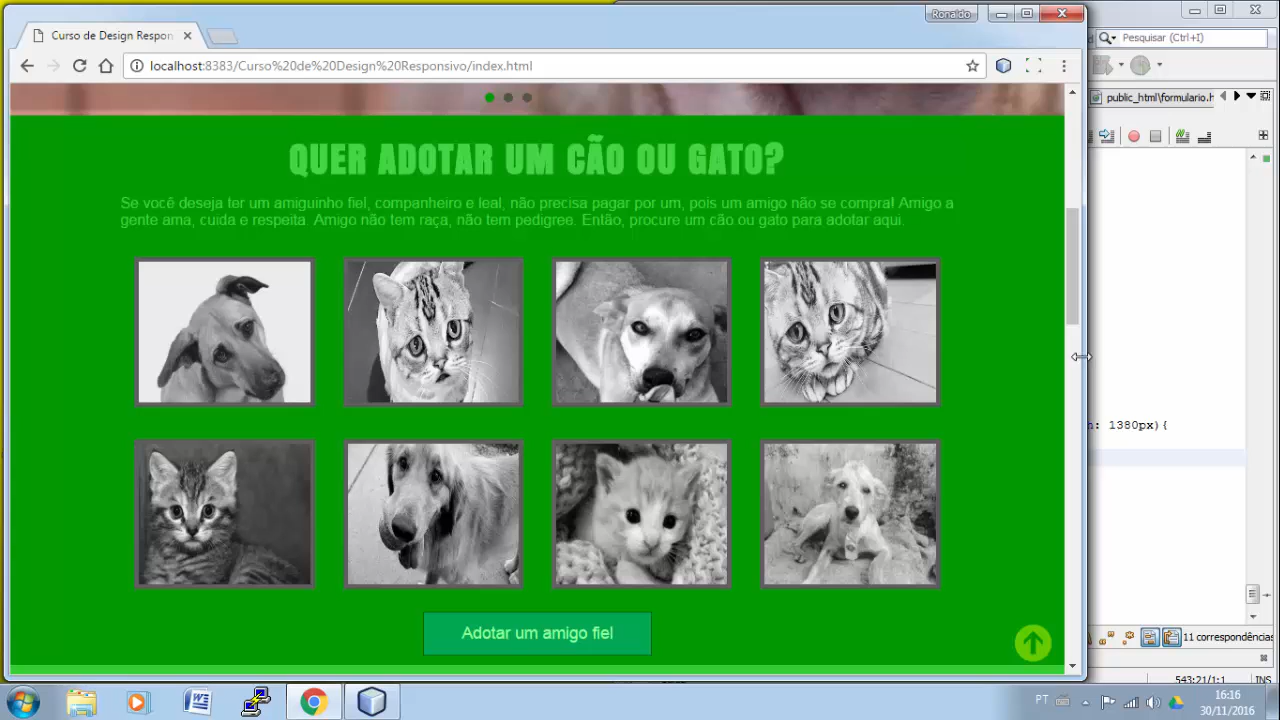 Ronaldo
Curso de Design Respon
localhost:8383/Curso%20de%20Design%20Responsivo/index.html
Pesquisar (Ctrl+I)
public_html\formulario.h
QUER ADOTAR UM CÃO OU GATO?
Se você deseja ter um amiguinho fiel, companheiro e leal, não precisa pagar por um, pois um amigo não se compra! Amigo a
gente ama, cuida e respeita. Amigo não tem raça, não tem pedigree. Então, procure um cão ou gato para adotar aqui.
: 1380px){
Adotar um amigo fiel
11 correspondências
543:21/1:1
INS
PT
16:16
30/11/2016